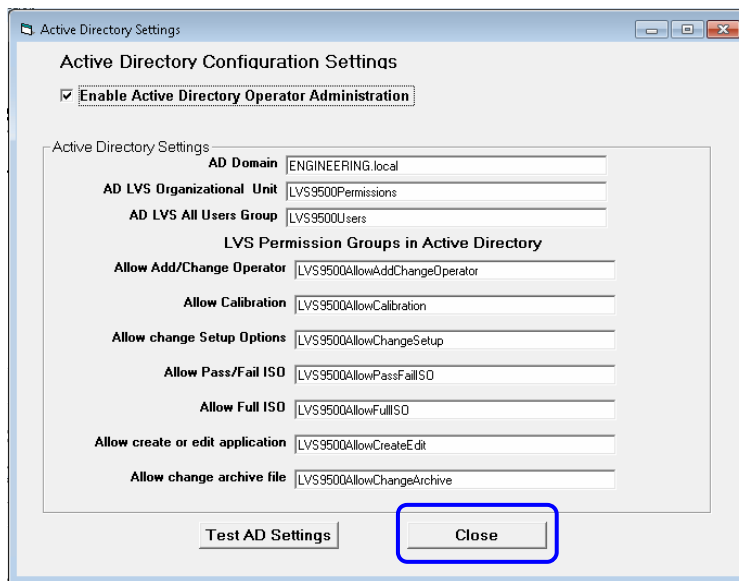 Active Directory Settings
Active Directory Configuration Settings
Enable Active Directory Operator Administration
Active Directory Settings
AD Domain ENGINEERING.local
AD LVS Organizational Unit LVS9500Permissions
AD LVS All Users Group LVS9500Users
LVS Permission Groups in Active Directory
Allow Add/Change Operator LVS9500AllowAddChangeOperator
Allow Calibration LVS9500AllowCalibration
Allow change Setup Options LVS9500AllowChangeSetup
Allow Pass/Fail ISO LVS9500AllowPassFailISO
Allow Full ISO LVS9500AllowFullISO
Allow create or edit application LVS9500AllowCreateEdit
Allow change archive file LVS9500AllowChangeArchive
Test AD Settings Close